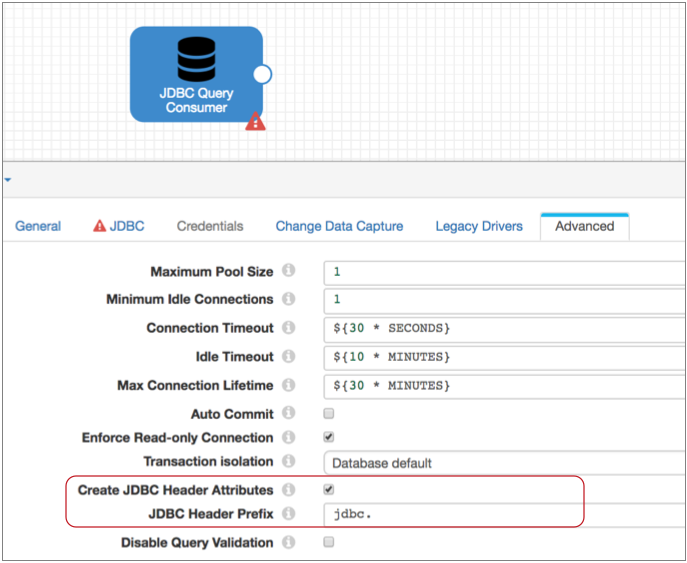 JDBC Query
Consumer
General JDBC Credentials Change Data Capture Legacy Drivers Advanced
Maximum Pool Size 1
Minimum Idle Connections 1
Connection Timeout ${30 * SECONDS}
Idle Timeout ${10 * MINUTES}
Max Connection Lifetime ${30 * MINUTES}
Auto Commit
Enforce Read-only Connection
Transaction isolation Database default
Create JDBC Header Attributes
JDBC Header Prefix jdbc.
Disable Query Validation